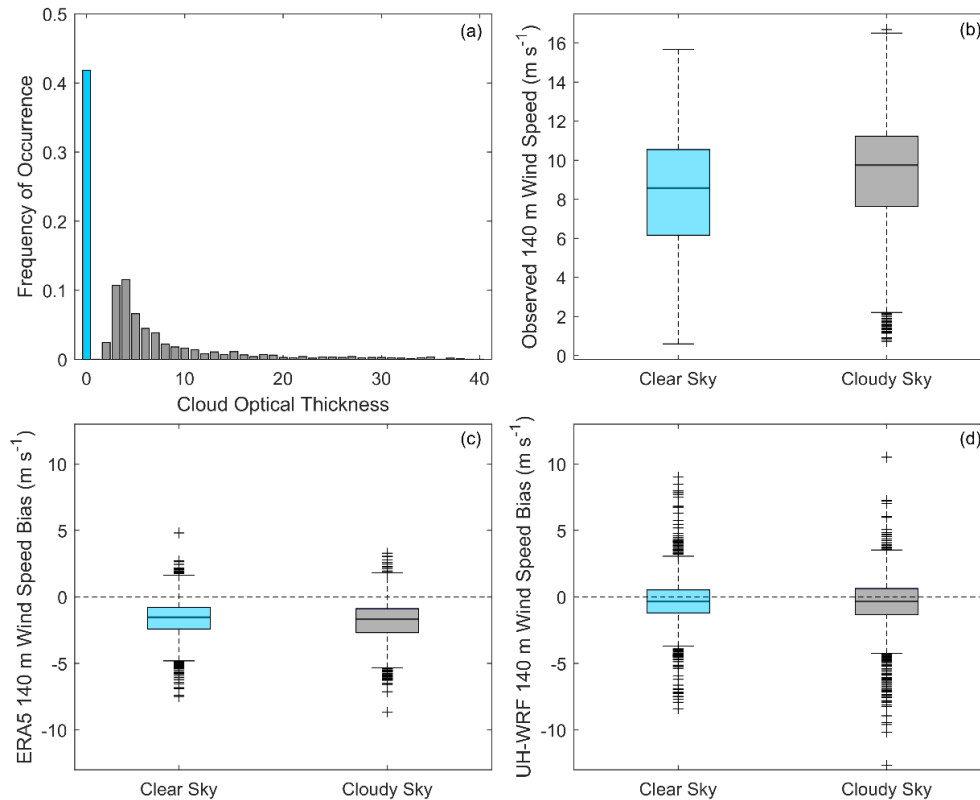 (a)
0.5
0.4
0.3
0.2
0.1
0
Frequency of Occurrence
0 10 20 30 40
Cloud Optical Thickness
(b)
16
14
12
10
8
6
4
2
0
Observed 140 m Wind Speed (m s⁻¹)
Clear Sky Cloudy Sky
(c)
10
5
0
-5
-10
ERA5 140 m Wind Speed Bias (m s⁻¹)
Clear Sky Cloudy Sky
(d)
10
5
0
-5
-10
UH-WRF 140 m Wind Speed Bias (m s⁻¹)
Clear Sky Cloudy Sky